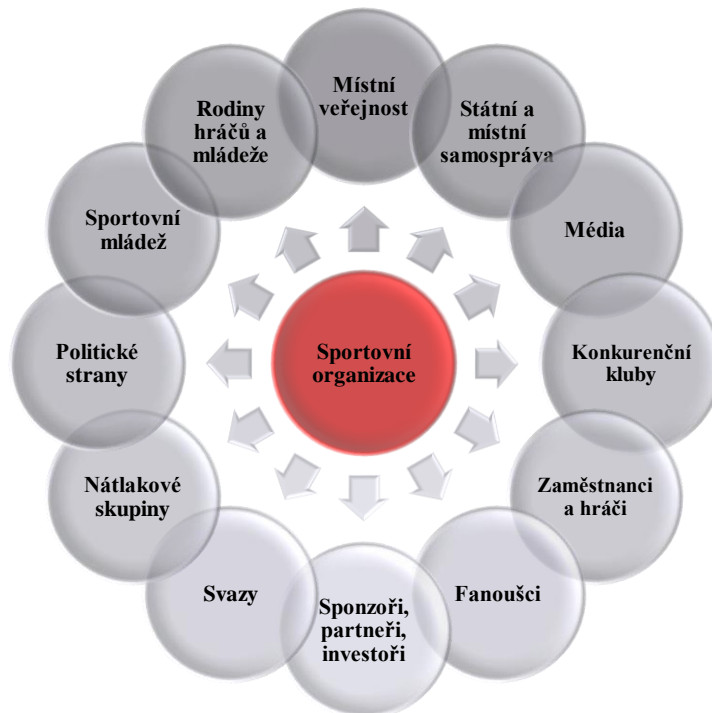 Místní
veřejnost
Státní a
místní
samospráva
Média
Konkurenční
kluby
Zaměstnanci
a hráči
Fanoušci
Sponzoři,
partneři,
investoři
Svazy
Nátlakové
skupiny
Politické
strany
Sportovní
mládež
Rodiny
hráčů a
mládeže
Sportovní
organizace